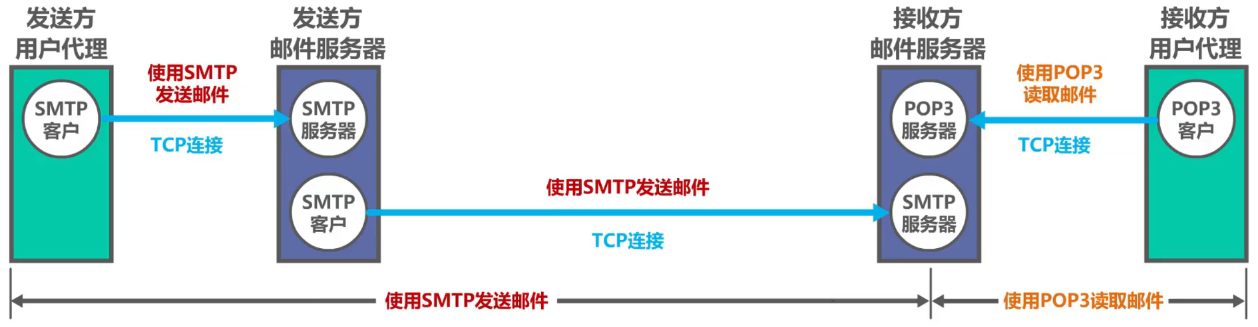 发送方
用户代理
发送方
邮件服务器
接收方
邮件服务器
接收方
用户代理
使用SMTP
发送邮件
使用POP3
读取邮件
SMTP
客户
SMTP
服务器
POP3
服务器
POP3
客户
TCP连接
TCP连接
使用SMTP发送邮件
SMTP
客户
SMTP
服务器
TCP连接
使用SMTP发送邮件
使用POP3读取邮件